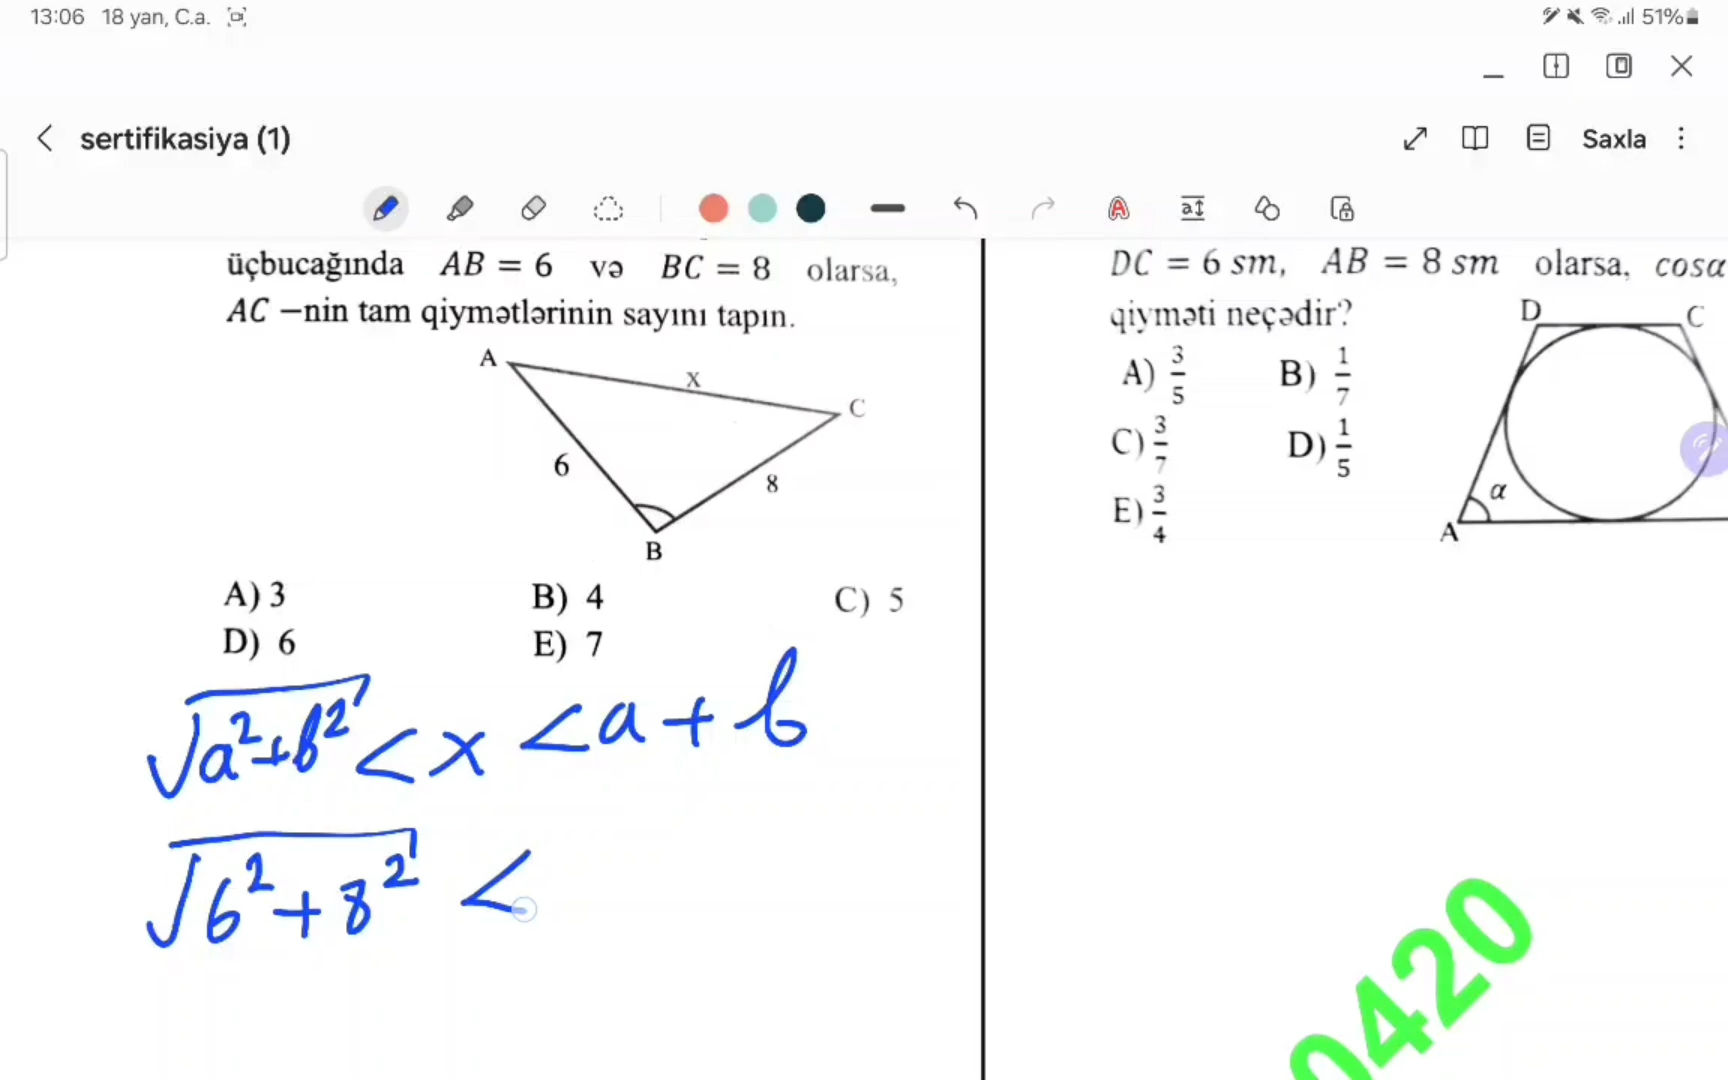 13:06 18 yan, C.a.
51%
sertifikasiya (1)
Saxla
üçbucağında AB = 6 və BC = 8 olarsa,
AC −nin tam qiymətlərinin sayını tapın.
A
x
C
6
8
B
A) 3 B) 4 C) 5
D) 6 E) 7
√a²+b² < x < a + b
√6²+8² <
DC = 6 sm, AB = 8 sm olarsa, cosα
qiyməti neçədir?
A) 3/5 B) 1/7
C) 3/7 D) 1/5
E) 3/4
D
C
α
A
0420